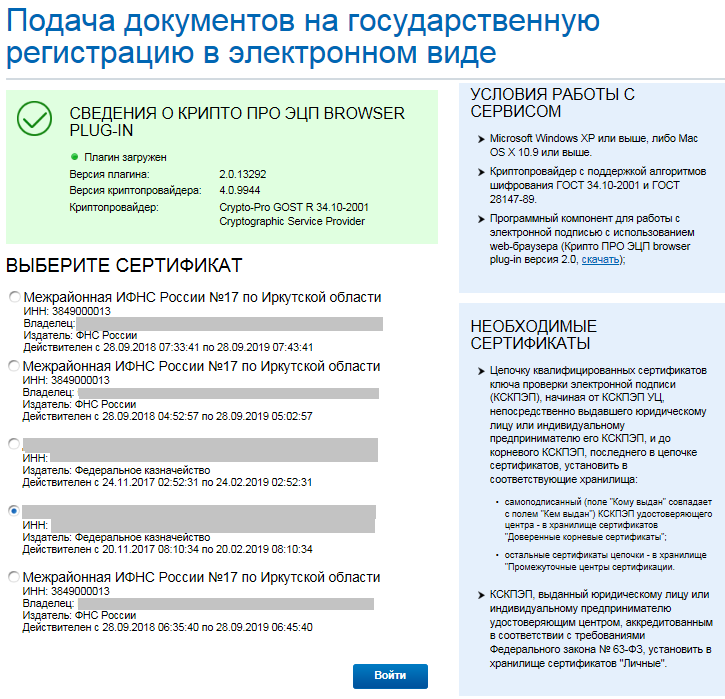 Подача документов на государственную
регистрацию в электронном виде
СВЕДЕНИЯ О КРИПТО ПРО ЭЦП BROWSER
PLUG-IN
Плагин загружен
Версия плагина: 2.0.13292
Версия криптопровайдера: 4.0.9944
Криптопровайдер: Crypto-Pro GOST R 34.10-2001
Cryptographic Service Provider
ВЫБЕРИТЕ СЕРТИФИКАТ
Межрайонная ИФНС России №17 по Иркутской области
ИНН: 3849000013
Владелец:
Издатель: ФНС России
Действителен с 28.09.2018 07:33:41 по 28.09.2019 07:43:41
Межрайонная ИФНС России №17 по Иркутской области
ИНН: 3849000013
Владелец:
Издатель: ФНС России
Действителен с 28.09.2018 04:52:57 по 28.09.2019 05:02:57
ИНН:
Издатель: Федеральное казначейство
Действителен с 24.11.2017 02:52:31 по 24.02.2019 02:52:31
ИНН:
Издатель: Федеральное казначейство
Действителен с 20.11.2017 08:10:34 по 20.02.2019 08:10:34
Межрайонная ИФНС России №17 по Иркутской области
ИНН: 3849000013
Владелец:
Издатель: ФНС России
Действителен с 28.09.2018 06:35:40 по 28.09.2019 06:45:40
Войти
УСЛОВИЯ РАБОТЫ С
СЕРВИСОМ
Microsoft Windows XP или выше, либо Mac
OS X 10.9 или выше.
Криптопровайдер с поддержкой алгоритмов
шифрования ГОСТ 34.10-2001 и ГОСТ
28147-89.
Программный компонент для работы с
электронной подписью с использованием
web-браузера (Крипто ПРО ЭЦП browser
plug-in версия 2.0, скачать);
НЕОБХОДИМЫЕ
СЕРТИФИКАТЫ
Цепочку квалифицированных сертификатов
ключа проверки электронной подписи
(КСКПЭП), начиная от КСКПЭП УЦ,
непосредственно выдавшего юридическому
лицу или индивидуальному
предпринимателю его КСКПЭП, и до
корневого КСКПЭП, последнего в цепочке
сертификатов, установить в
соответствующие хранилища:
самоподписанный (поле "Кому выдан" совпадает
с полем "Кем выдан") КСКПЭП удостоверяющего
центра - в хранилище сертификатов
"Доверенные корневые сертификаты";
остальные сертификаты цепочки - в хранилище
"Промежуточные центры сертификации.
КСКПЭП, выданный юридическому лицу или
индивидуальному предпринимателю
удостоверяющим центром, аккредитованным
в соответствии с требованиями
Федерального закона № 63-ФЗ, установить в
хранилище сертификатов "Личные".